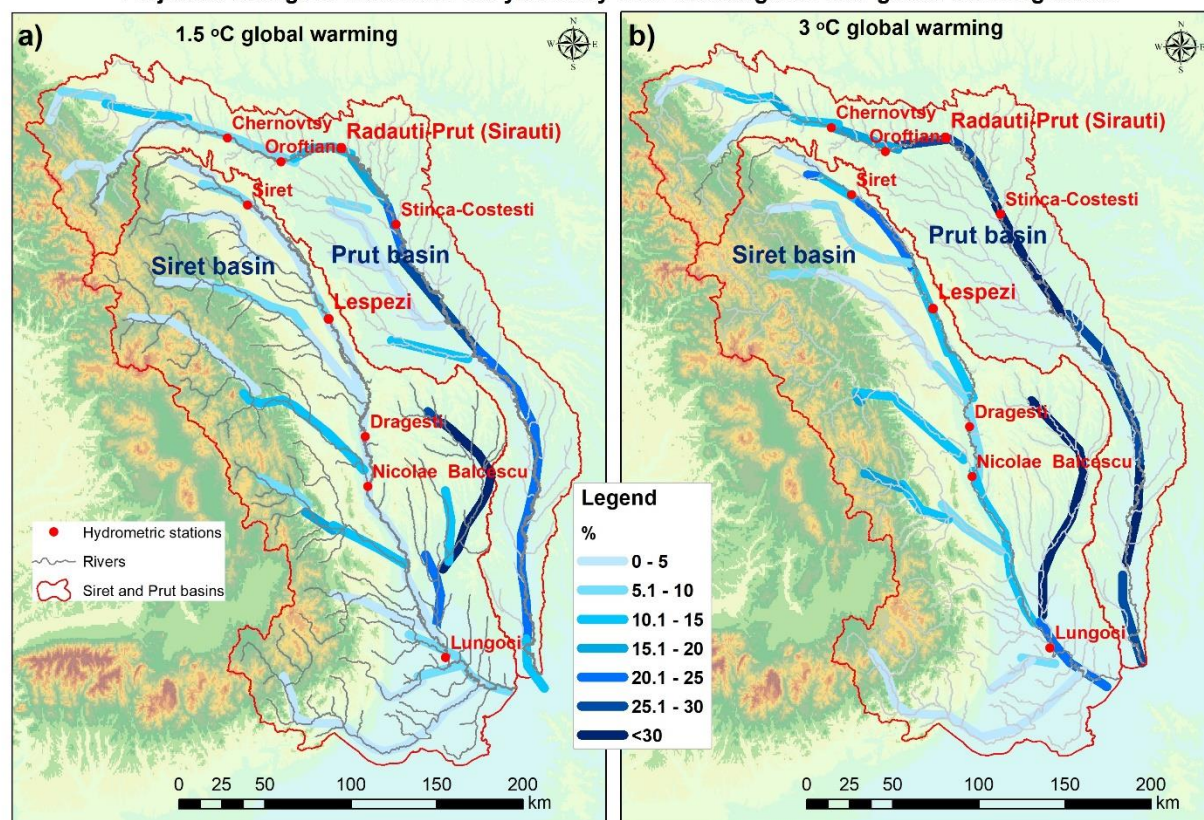 a)
1.5 ºC global warming
N
W E
S
Chernovtsy
Oroftiana
Radauti-Prut (Sirauti)
Siret
Stinca-Costesti
Siret basin
Prut basin
Lespezi
Dragesti
Nicolae Balcescu
Lungoci
Hydrometric stations
Rivers
Siret and Prut basins
0 25 50 100 150 200
km
Legend
%
0 - 5
5.1 - 10
10.1 - 15
15.1 - 20
20.1 - 25
25.1 - 30
<30
b)
3 ºC global warming
N
W E
S
Chernovtsy
Oroftiana
Radauti-Prut (Sirauti)
Siret
Stinca-Costesti
Siret basin
Prut basin
Lespezi
Dragesti
Nicolae Balcescu
Lungoci
0 25 50 100 150 200
km